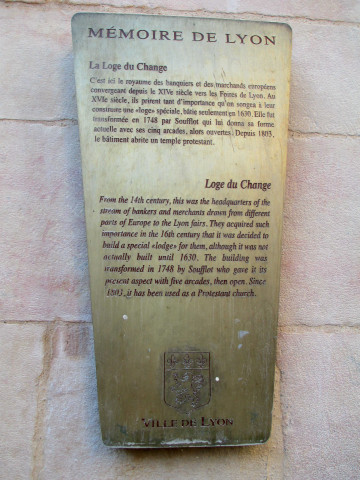 MÉMOIRE DE LYON
La Loge du Change
C'est ici le royaume des banquiers et des marchands européens
convergeant depuis le XIVe siècle vers les Foires de Lyon. Au
XVIe siècle, ils prirent tant d'importance qu'on songea à leur
construire une «loge» spéciale, bâtie seulement en 1630. Elle fut
transformée en 1748 par Soufflot qui lui donna sa forme
actuelle avec ses cinq arcades, alors ouvertes. Depuis 1803,
le bâtiment abrite un temple protestant.
Loge du Change
From the 14th century, this was the headquarters of the
stream of bankers and merchants drawn from different
parts of Europe to the Lyon fairs. They acquired such
importance in the 16th century that it was decided to
build a special «lodge» for them, although it was not
actually built until 1630. The building was
transformed in 1748 by Soufflot who gave it its
present aspect with five arcades, then open. Since
1803, it has been used as a Protestant church.
VILLE DE LYON